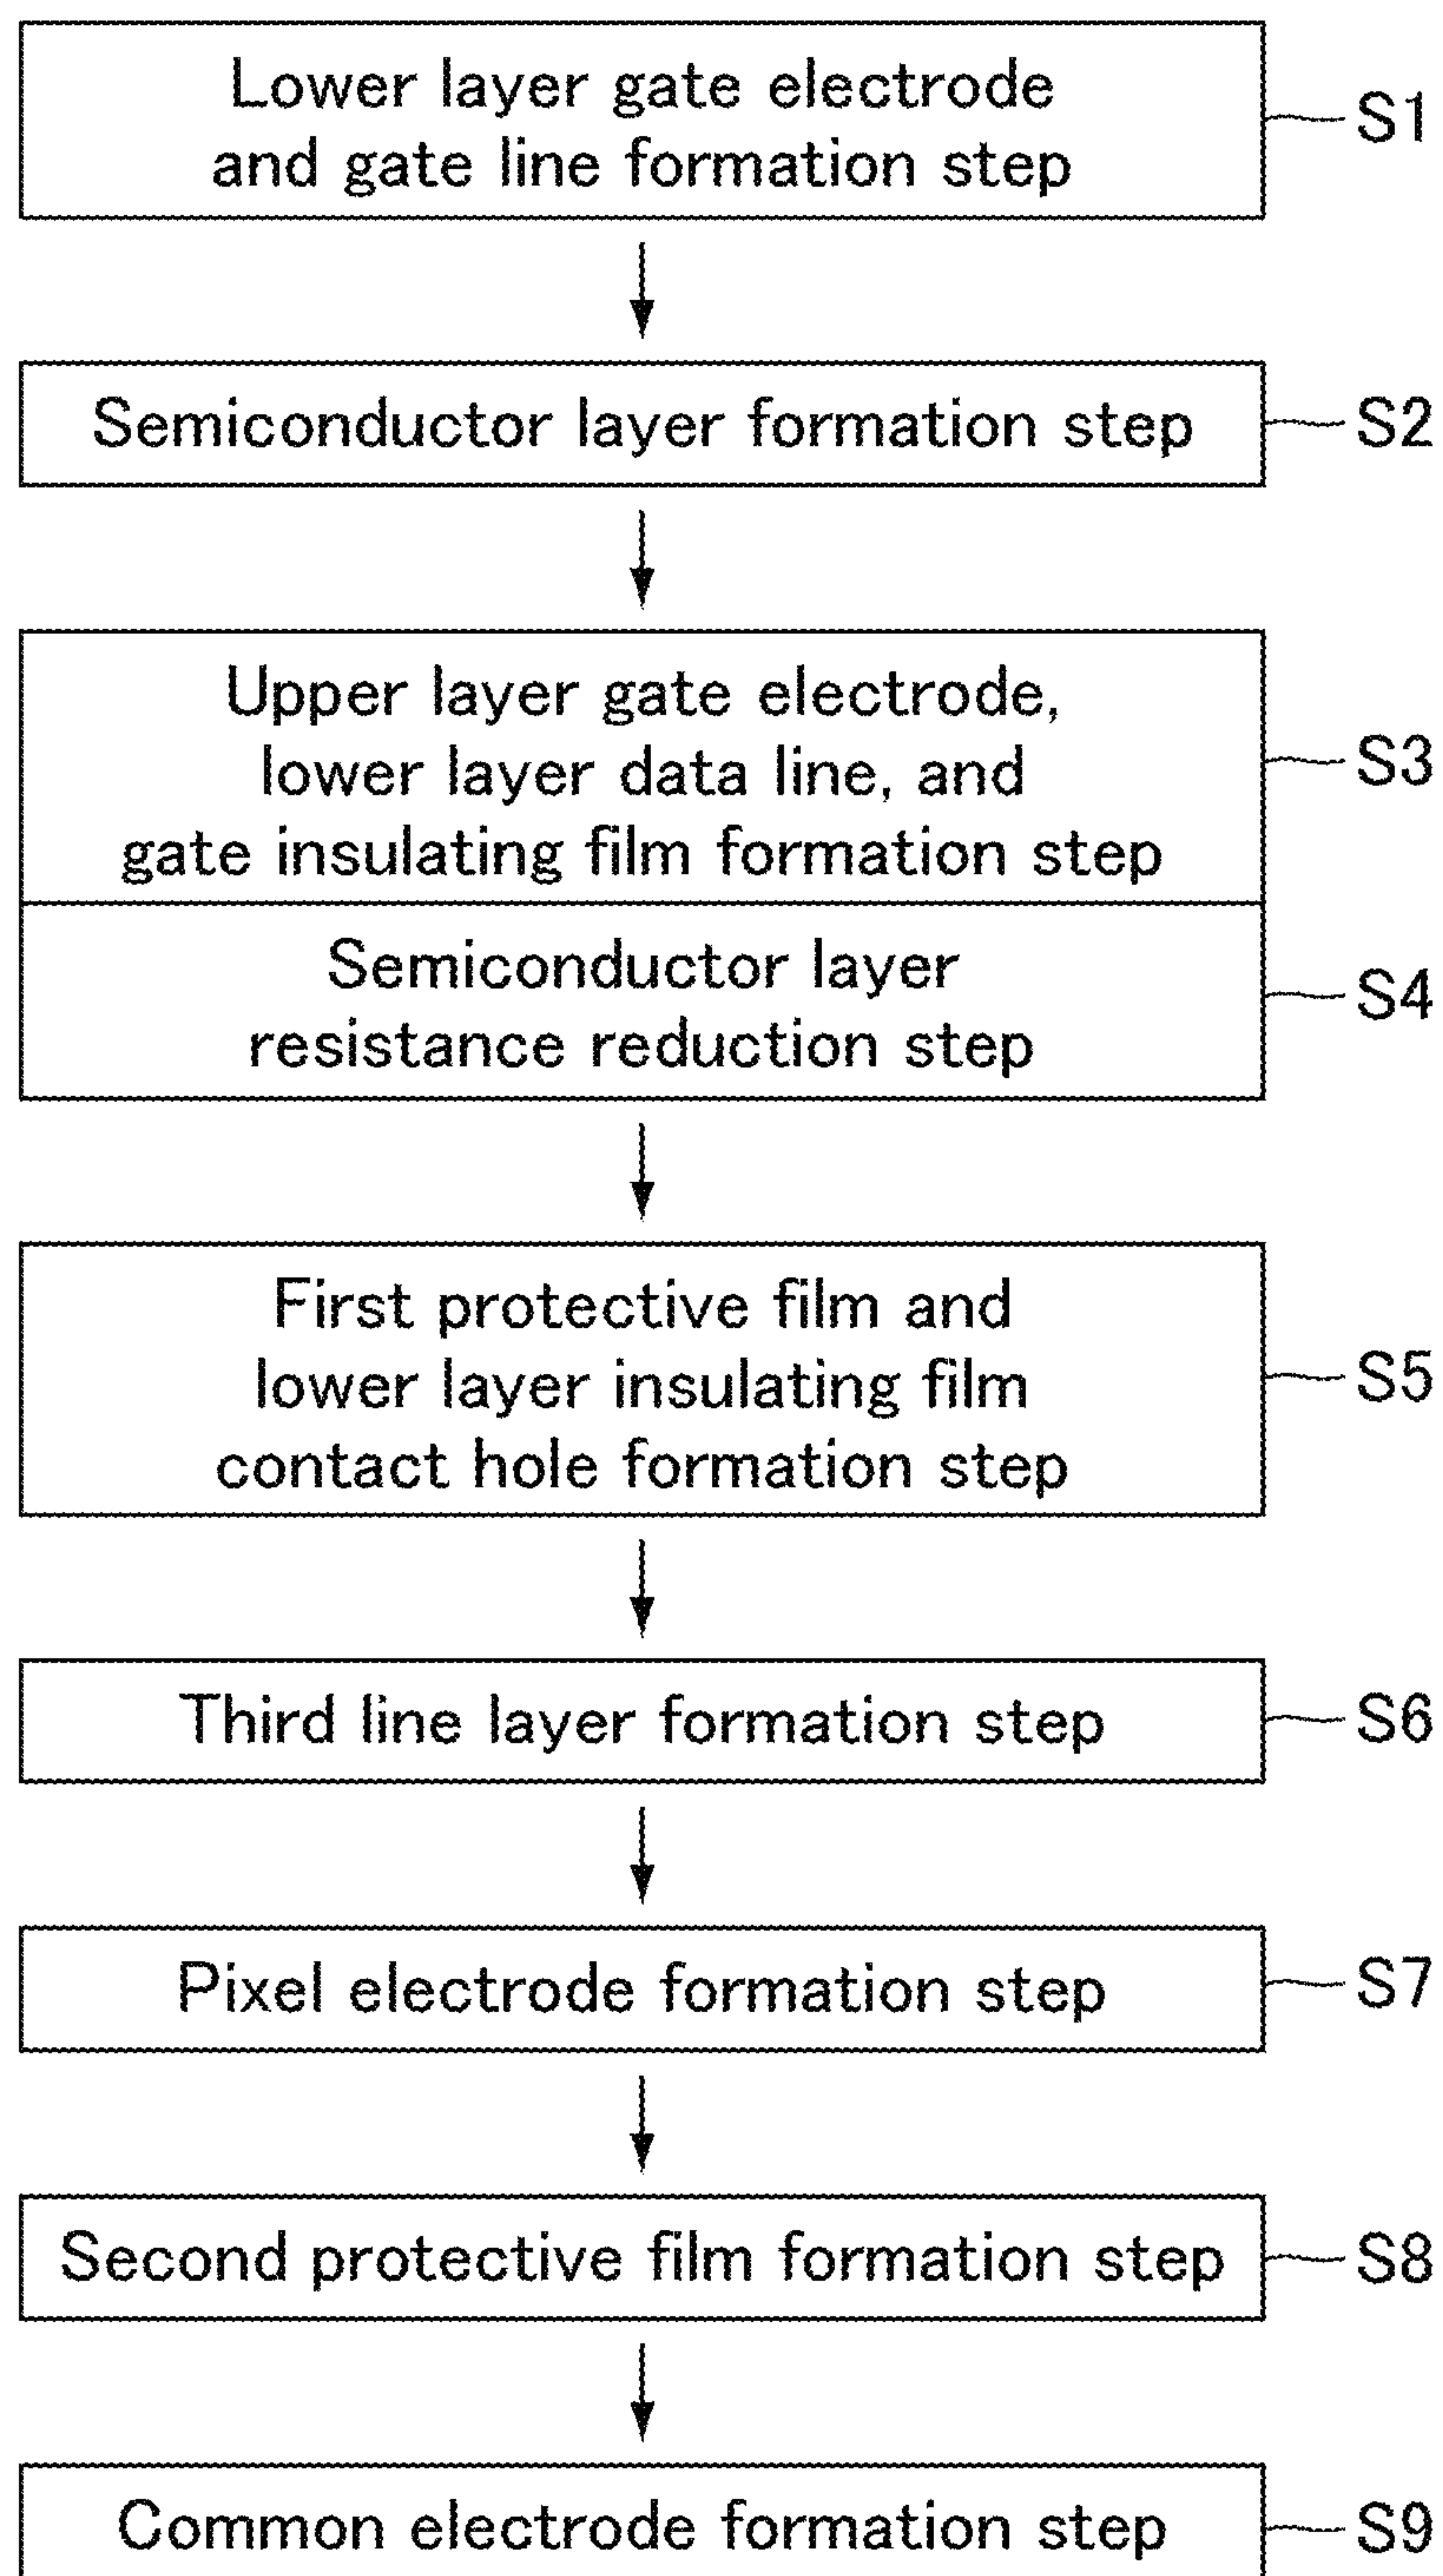 Lower layer gate electrode
and gate line formation step
S1
Semiconductor layer formation step
S2
Upper layer gate electrode,
lower layer data line, and
gate insulating film formation step
S3
Semiconductor layer
resistance reduction step
S4
First protective film and
lower layer insulating film
contact hole formation step
S5
Third line layer formation step
S6
Pixel electrode formation step
S7
Second protective film formation step
S8
Common electrode formation step
S9